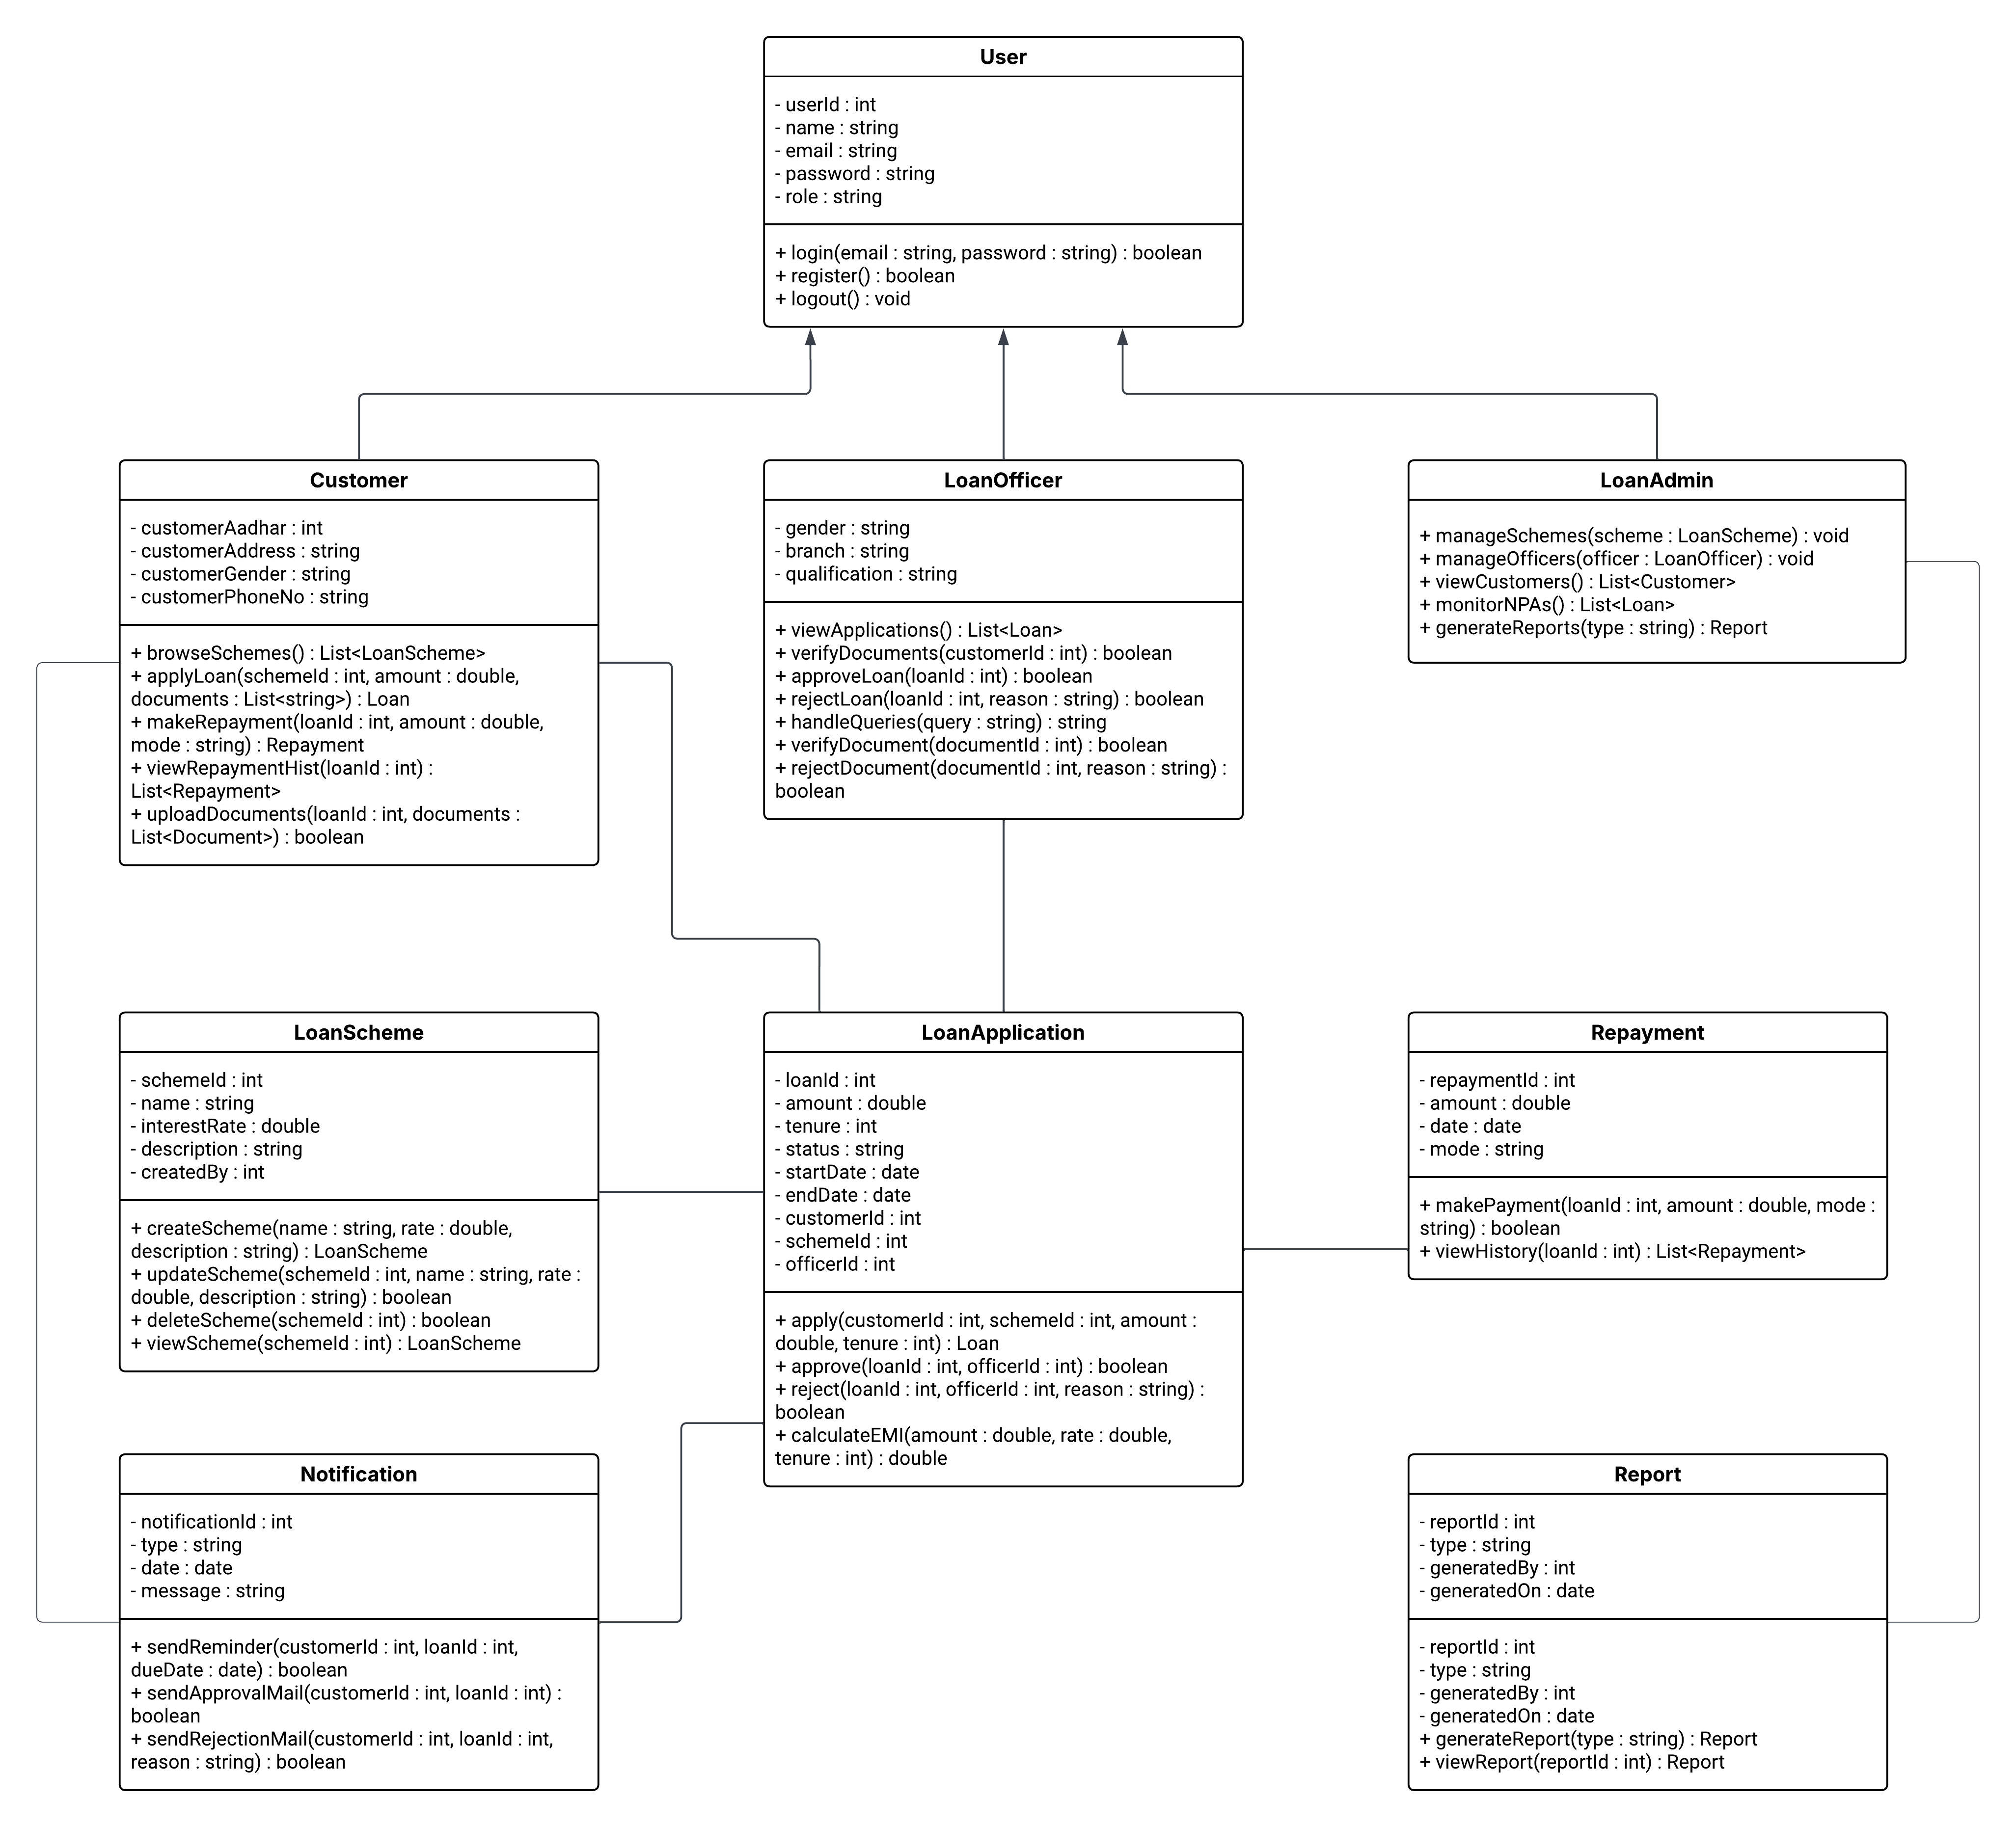 User
- userId : int
- name : string
- email : string
- password : string
- role : string
+ login(email : string, password : string) : boolean
+ register() : boolean
+ logout() : void
Customer
- customerAadhar : int
- customerAddress : string
- customerGender : string
- customerPhoneNo : string
+ browseSchemes() : List<LoanScheme>
+ applyLoan(schemeId : int, amount : double,
documents : List<string>) : Loan
+ makeRepayment(loanId : int, amount : double,
mode : string) : Repayment
+ viewRepaymentHist(loanId : int) :
List<Repayment>
+ uploadDocuments(loanId : int, documents :
List<Document>) : boolean
LoanOfficer
- gender : string
- branch : string
- qualification : string
+ viewApplications() : List<Loan>
+ verifyDocuments(customerId : int) : boolean
+ approveLoan(loanId : int) : boolean
+ rejectLoan(loanId : int, reason : string) : boolean
+ handleQueries(query : string) : string
+ verifyDocument(documentId : int) : boolean
+ rejectDocument(documentId : int, reason : string) :
boolean
LoanAdmin
+ manageSchemes(scheme : LoanScheme) : void
+ manageOfficers(officer : LoanOfficer) : void
+ viewCustomers() : List<Customer>
+ monitorNPAs() : List<Loan>
+ generateReports(type : string) : Report
LoanScheme
- schemeId : int
- name : string
- interestRate : double
- description : string
- createdBy : int
+ createScheme(name : string, rate : double,
description : string) : LoanScheme
+ updateScheme(schemeId : int, name : string, rate :
double, description : string) : boolean
+ deleteScheme(schemeId : int) : boolean
+ viewScheme(schemeId : int) : LoanScheme
LoanApplication
- loanId : int
- amount : double
- tenure : int
- status : string
- startDate : date
- endDate : date
- customerId : int
- schemeId : int
- officerId : int
+ apply(customerId : int, schemeId : int, amount :
double, tenure : int) : Loan
+ approve(loanId : int, officerId : int) : boolean
+ reject(loanId : int, officerId : int, reason : string) :
boolean
+ calculateEMI(amount : double, rate : double,
tenure : int) : double
Repayment
- repaymentId : int
- amount : double
- date : date
- mode : string
+ makePayment(loanId : int, amount : double, mode :
string) : boolean
+ viewHistory(loanId : int) : List<Repayment>
Notification
- notificationId : int
- type : string
- date : date
- message : string
+ sendReminder(customerId : int, loanId : int,
dueDate : date) : boolean
+ sendApprovalMail(customerId : int, loanId : int) :
boolean
+ sendRejectionMail(customerId : int, loanId : int,
reason : string) : boolean
Report
- reportId : int
- type : string
- generatedBy : int
- generatedOn : date
- reportId : int
- type : string
- generatedBy : int
- generatedOn : date
+ generateReport(type : string) : Report
+ viewReport(reportId : int) : Report